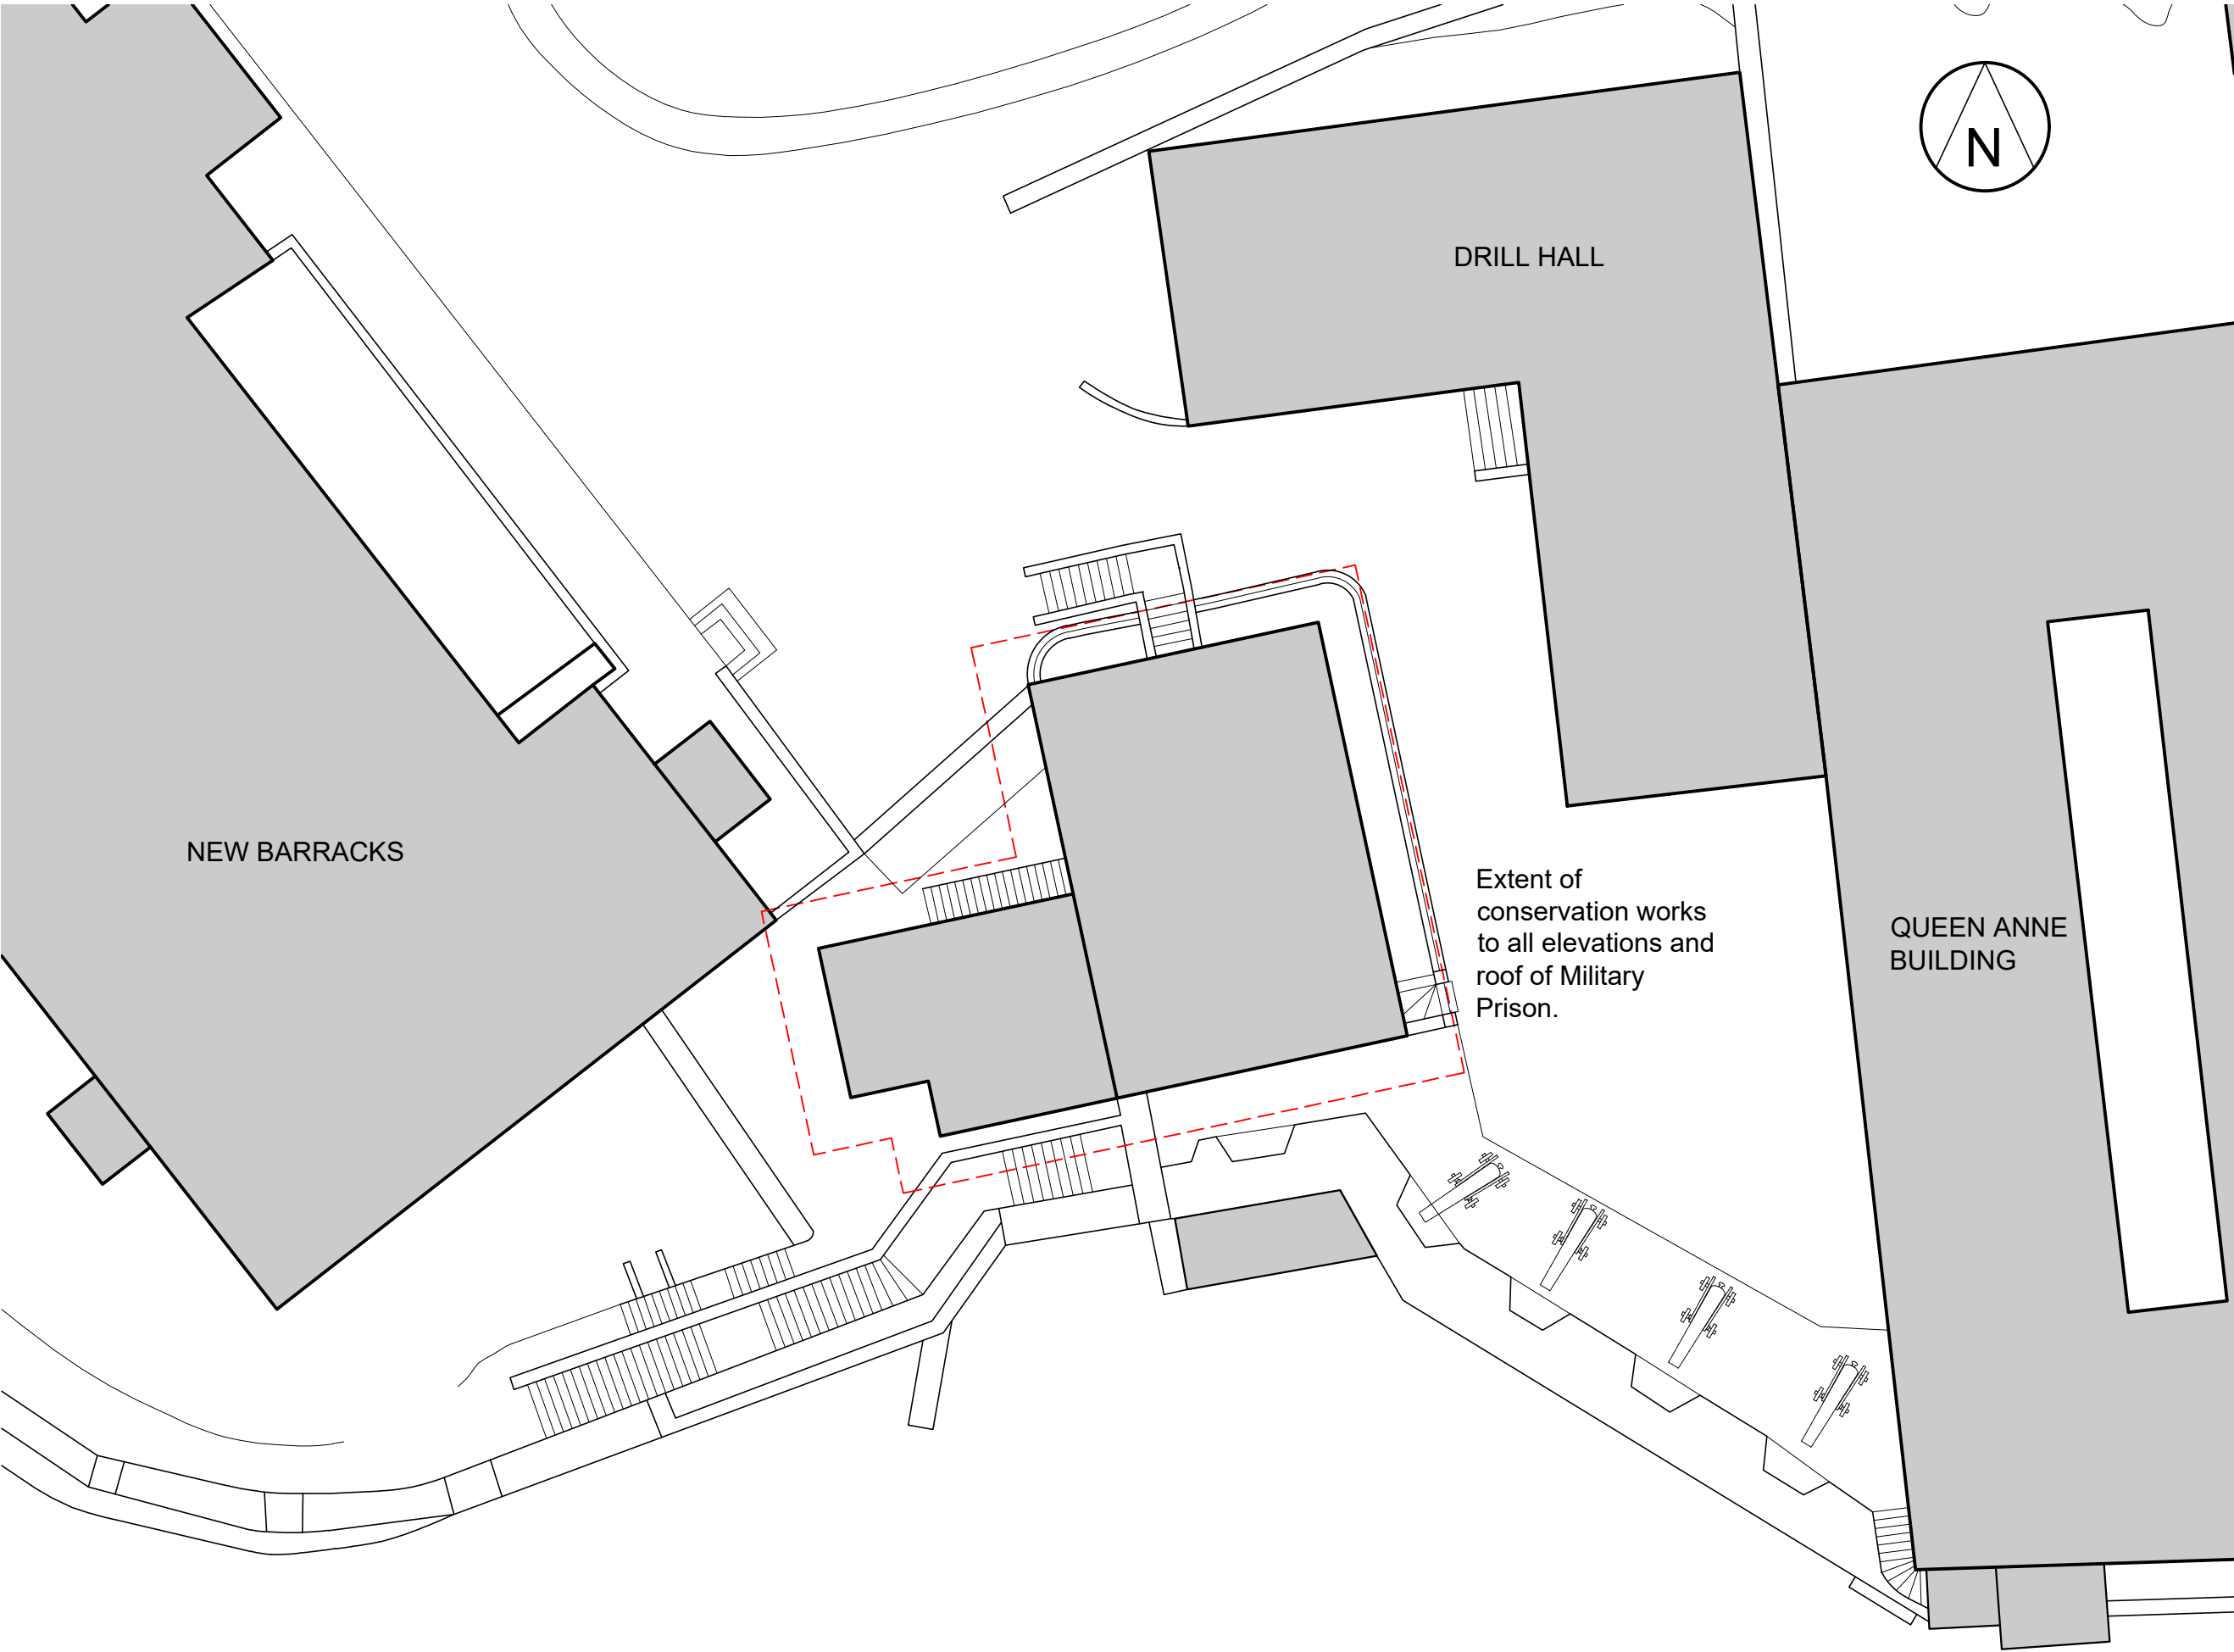 N
DRILL HALL
NEW BARRACKS
Extent of
conservation works
to all elevations and
roof of Military
Prison.
QUEEN ANNE
BUILDING